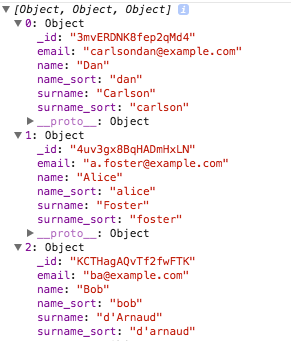 ▼ [Object, Object, Object] i
▼ 0: Object
_id: "3mvERDNK8fep2qMd4"
email: "carlsondan@example.com"
name: "Dan"
name_sort: "dan"
surname: "Carlson"
surname_sort: "carlson"
▶ __proto__: Object
▼ 1: Object
_id: "4uv3gx8BqHADmHxLN"
email: "a.foster@example.com"
name: "Alice"
name_sort: "alice"
surname: "Foster"
surname_sort: "foster"
▶ __proto__: Object
▼ 2: Object
_id: "KCTHagAQvTf2fwFTK"
email: "ba@example.com"
name: "Bob"
name_sort: "bob"
surname: "d'Arnaud"
surname_sort: "d'arnaud"